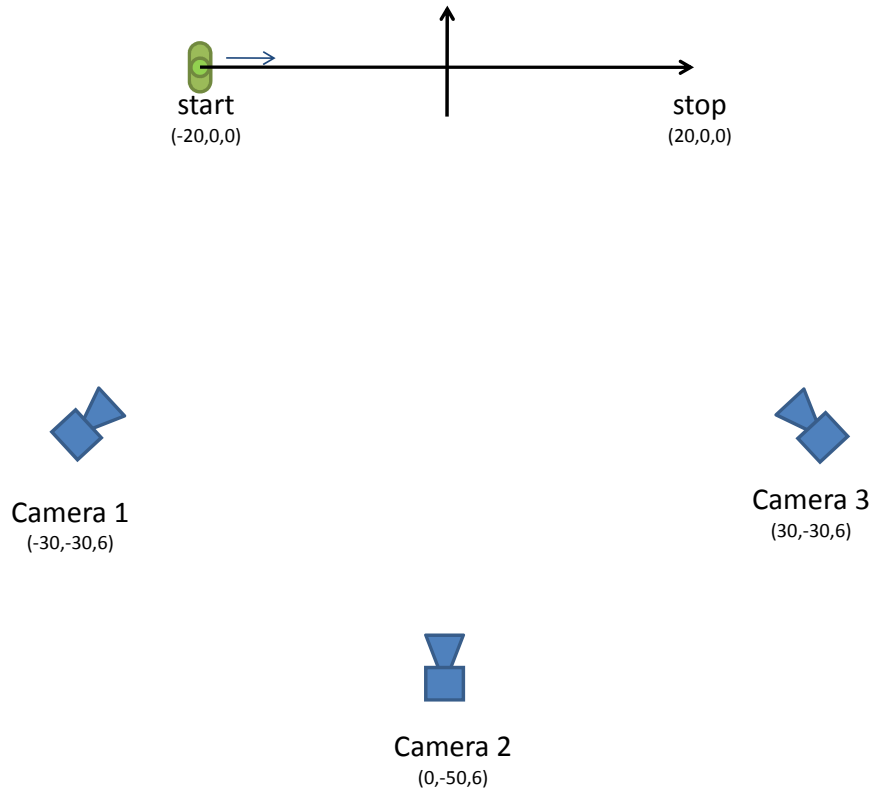 start
(-20,0,0)
stop
(20,0,0)
Camera 1
(-30,-30,6)
Camera 3
(30,-30,6)
Camera 2
(0,-50,6)